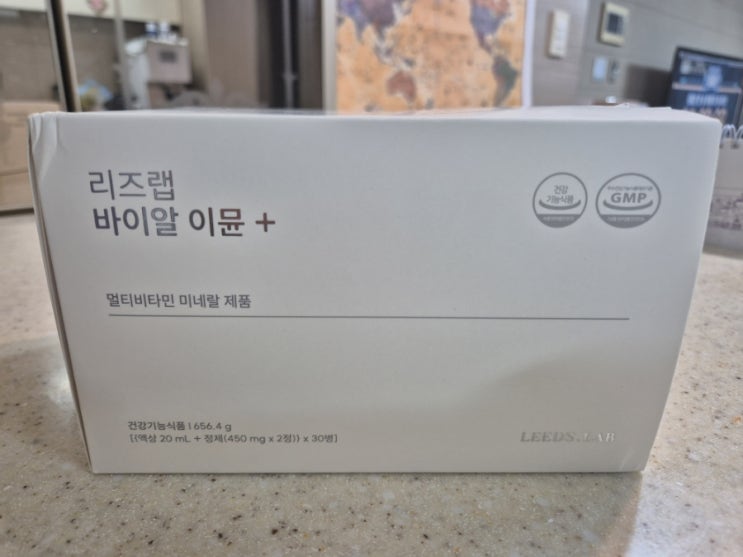 리즈랩
바이알 이뮨 +
건강
기능식품
GMP
멀티비타민 미네랄 제품
건강기능식품 I 656.4 g
[{액상 20 mL + 정제(450 mg x 2정)} x 30병]
LEEDS.LAB